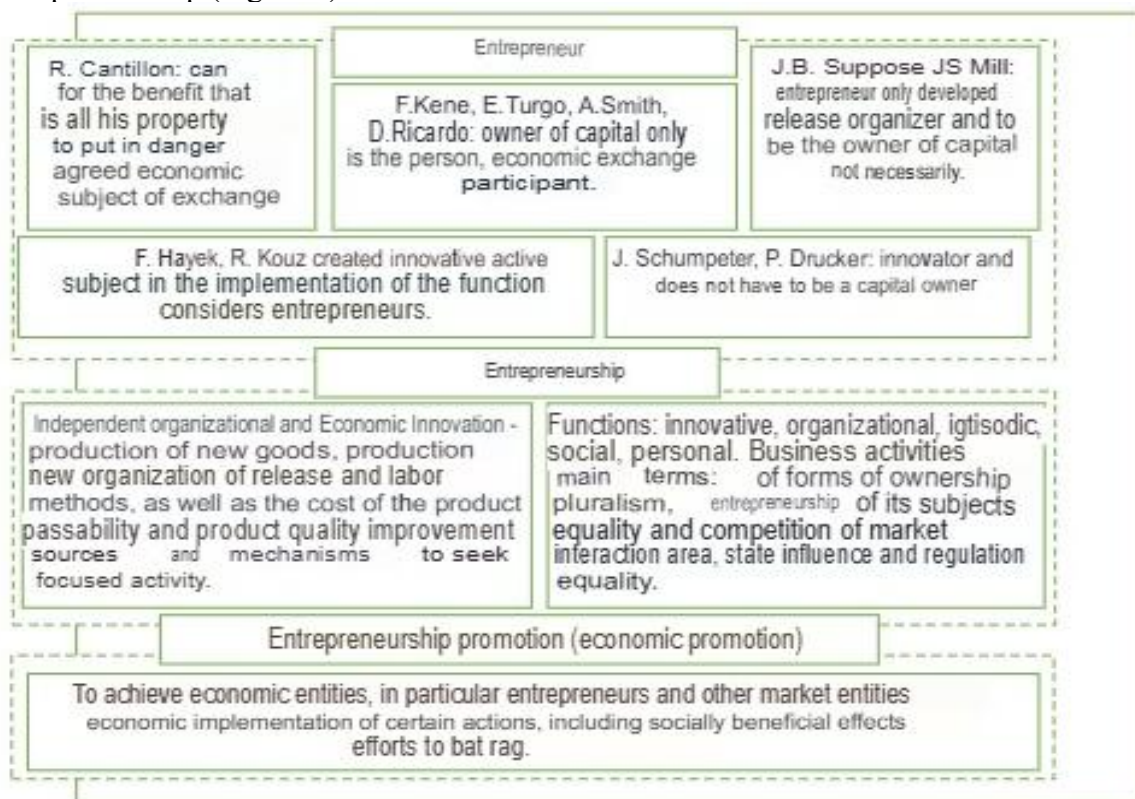 Entrepreneur
R. Cantillon: can
for the benefit that
is all his property
to put in danger
agreed economic
subject of exchange
F.Kene, E.Turgo, A.Smith,
D.Ricardo: owner of capital only
is the person, economic exchange
participant.
J.B. Suppose JS Mill:
entrepreneur only developed
release organizer and to
be the owner of capital
not necessarily.
F. Hayek, R. Kouz created innovative active
subject in the implementation of the function
considers entrepreneurs.
J. Schumpeter, P. Drucker: innovator and
does not have to be a capital owner
Entrepreneurship
Independent organizational and Economic Innovation -
production of new goods, production
new organization of release and labor
methods, as well as the cost of the product
passability and product quality improvement
sources and mechanisms to seek
focused activity.
Functions: innovative, organizational, igtisodic,
social, personal. Business activities
main terms: of forms of ownership
pluralism, entrepreneurship of its subjects
equality and competition of market
interaction area, state influence and regulation
equality.
Entrepreneurship promotion (economic promotion)
To achieve economic entities, in particular entrepreneurs and other market entities
economic implementation of certain actions, including socially beneficial effects
efforts to bat rag.